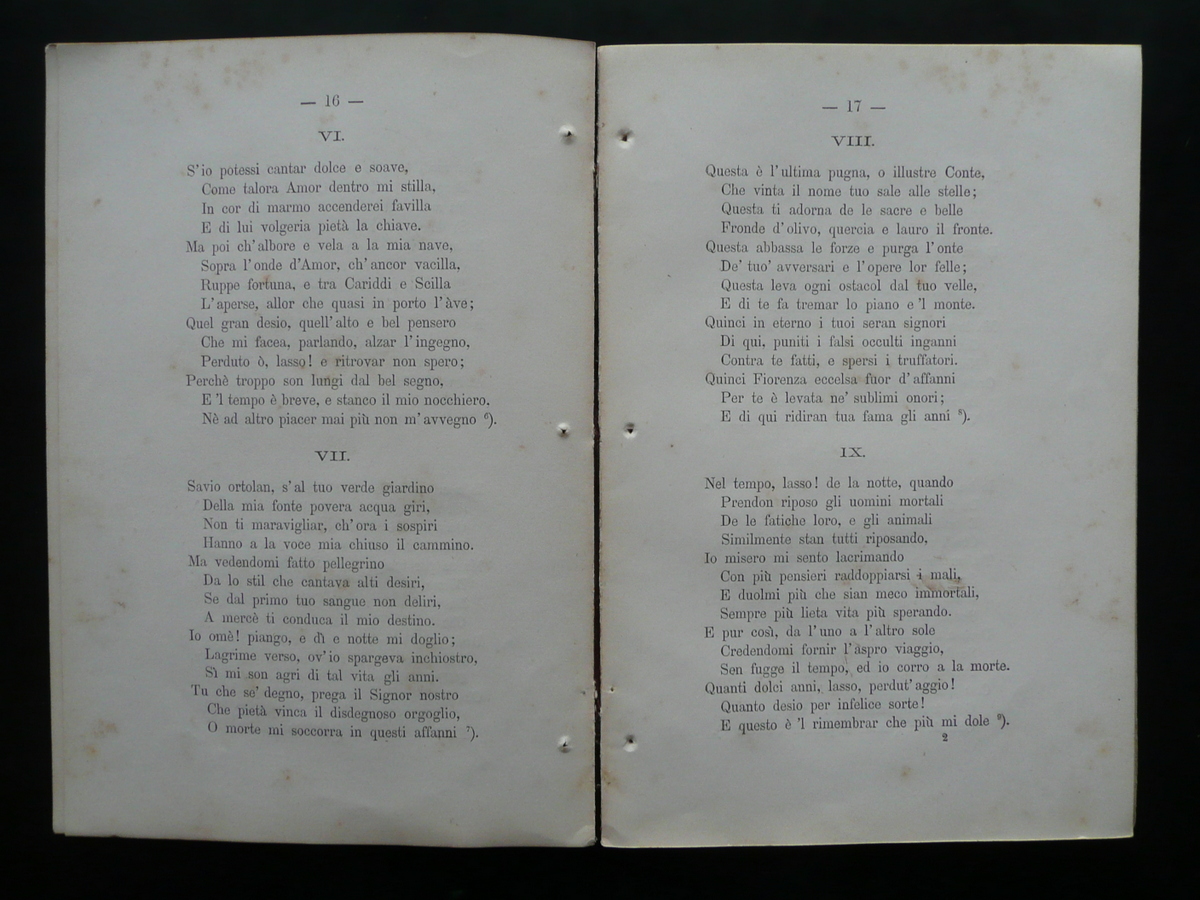 — 16 —
VI.
S'io potessi cantar dolce e soave,
Come talora Amor dentro mi stilla,
In cor di marmo accenderei favilla
E di lui volgeria pietà la chiave.
Ma poi ch'albore e vela a la mia nave,
Sopra l'onde d'Amor, ch'ancor vacilla,
Ruppe fortuna, e tra Cariddi e Scilla
L'aperse, allor che quasi in porto l'àve;
Quel gran desio, quell'alto e bel pensero
Che mi facea, parlando, alzar l'ingegno,
Perduto ò, lasso! e ritrovar non spero;
Perchè troppo son lungi dal bel segno,
E 'l tempo è breve, e stanco il mio nocchiero,
Nè ad altro piacer mai più non m'avvegno 6).
VII.
Savio ortolan, s'al tuo verde giardino
Della mia fonte povera acqua giri,
Non ti maravigliar, ch'ora i sospiri
Hanno a la voce mia chiuso il cammino.
Ma vedendomi fatto pellegrino
Da lo stil che cantava alti desiri,
Se dal primo tuo sangue non deliri,
A mercè ti conduca il mio destino.
Io omè! piango, e dì e notte mi doglio;
Lagrime verso, ov'io spargeva inchiostro,
Sì mi son agri di tal vita gli anni.
Tu che se' degno, prega il Signor nostro
Che pietà vinca il disdegnoso orgoglio,
O morte mi soccorra in questi affanni 7).
— 17 —
VIII.
Questa è l'ultima pugna, o illustre Conte,
Che vinta il nome tuo sale alle stelle;
Questa ti adorna de le sacre e belle
Fronde d'olivo, quercia e lauro il fronte.
Questa abbassa le forze e purga l'onte
De' tuo' avversari e l'opere lor felle;
Questa leva ogni ostacol dal tuo velle,
E di te fa tremar lo piano e 'l monte.
Quinci in eterno i tuoi seran signori
Di qui, puniti i falsi occulti inganni
Contra te fatti, e spersi i truffatori.
Quinci Fiorenza eccelsa fuor d'affanni
Per te è levata ne' sublimi onori;
E di qui ridiran tua fama gli anni 8).
IX.
Nel tempo, lasso! de la notte, quando
Prendon riposo gli uomini mortali
De le fatiche loro, e gli animali
Similmente stan tutti riposando,
Io misero mi sento lacrimando
Con più pensieri raddoppiarsi i mali,
E duolmi più che sian meco immortali,
Sempre più lieta vita più sperando.
E pur così, da l'uno a l'altro sole
Credendomi fornir l'aspro viaggio,
Sen fugge il tempo, ed io corro a la morte.
Quanti dolci anni, lasso, perdut'aggio!
Quanto desio per infelice sorte!
E questo è 'l rimembrar che più mi dole 9).
2